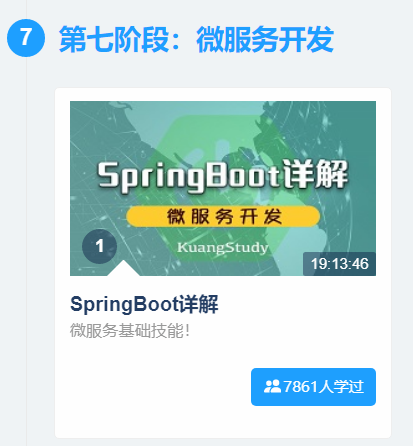 7
第七阶段：微服务开发
SpringBoot详解
微服务开发
KuangStudy
1
19:13:46
SpringBoot详解
微服务基础技能！
7861人学过